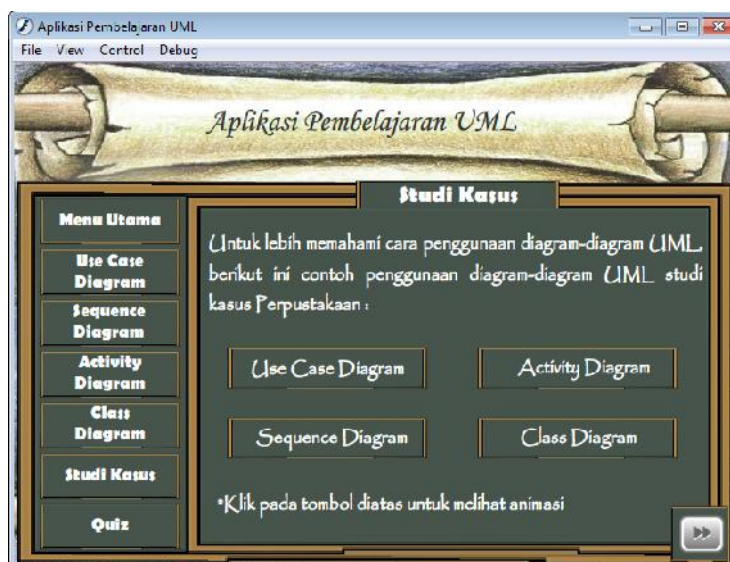 Aplikasi Pembelajaran UML
File View Control Debug
Aplikasi Pembelajaran UML
Studi Kasus
Menu Utama
Use Case
Diagram
Sequence
Diagram
Activity
Diagram
Class
Diagram
Studi Kasus
Quiz
Untuk lebih memahami cara penggunaan diagram-diagram UML,
berikut ini contoh penggunaan diagram-diagram UML studi
kasus Perpustakaan :
Use Case Diagram
Activity Diagram
Sequence Diagram
Class Diagram
*Klik pada tombol diatas untuk melihat animasi